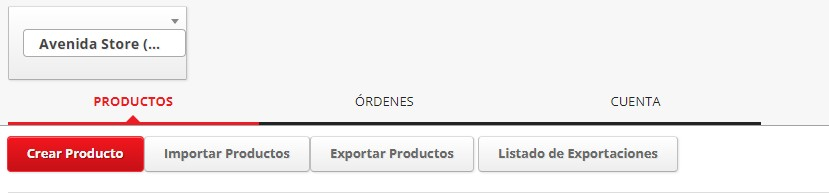 Avenida Store (...
PRODUCTOS ÓRDENES CUENTA
Crear Producto Importar Productos Exportar Productos Listado de Exportaciones